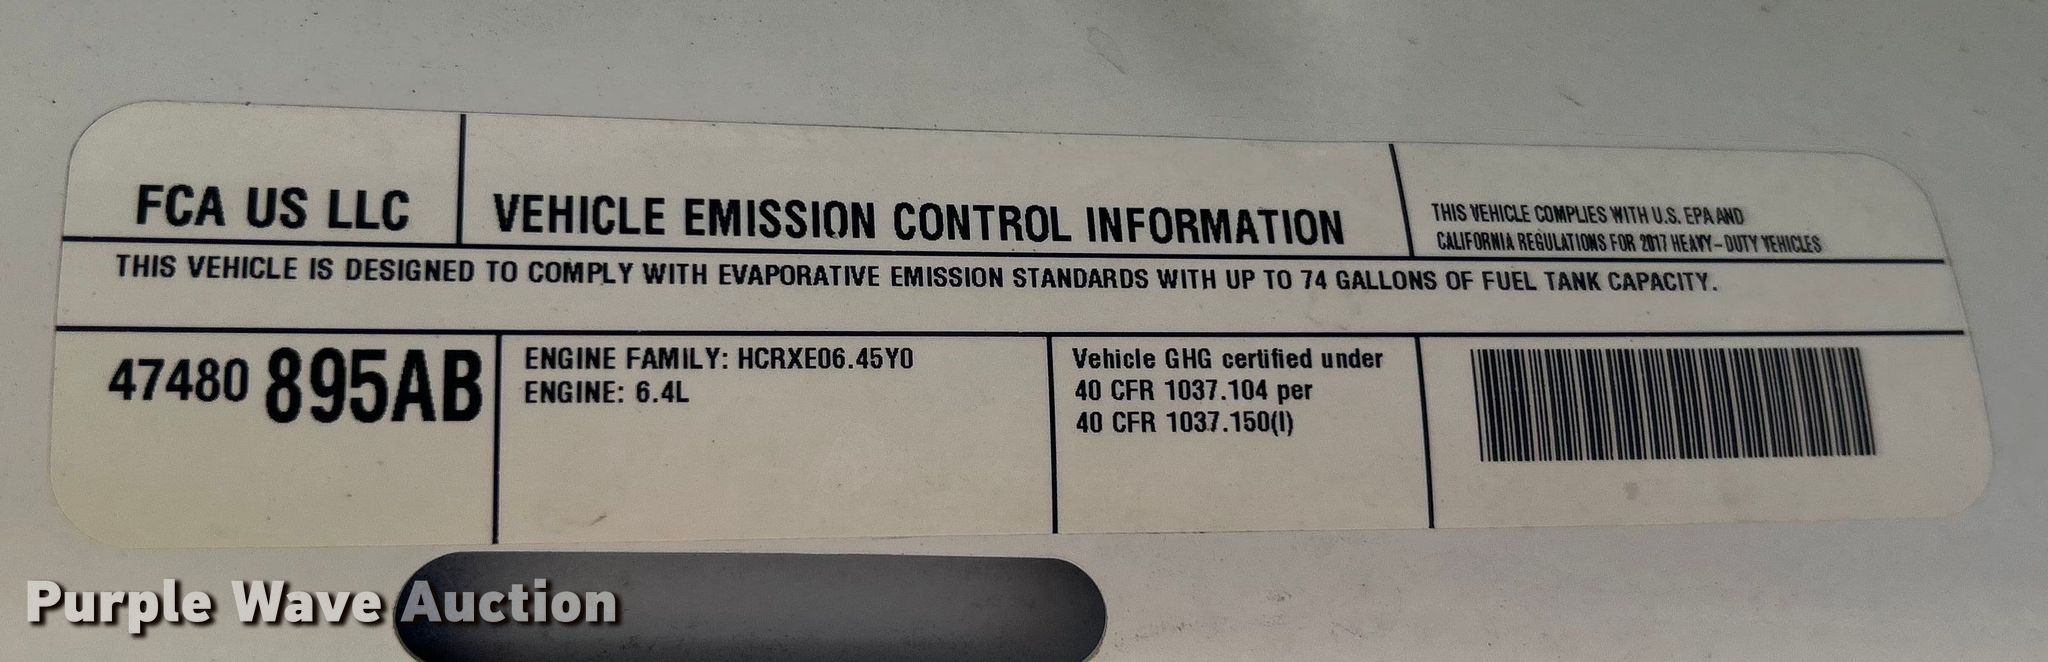 FCA US LLC
VEHICLE EMISSION CONTROL INFORMATION
THIS VEHICLE COMPLIES WITH U.S. EPA AND
CALIFORNIA REGULATIONS FOR 2017 HEAVY-DUTY VEHICLES
THIS VEHICLE IS DESIGNED TO COMPLY WITH EVAPORATIVE EMISSION STANDARDS WITH UP TO 74 GALLONS OF FUEL TANK CAPACITY.
47480 895AB
ENGINE FAMILY: HCRXE06.45Y0
ENGINE: 6.4L
Vehicle GHG certified under
40 CFR 1037.104 per
40 CFR 1037.150(l)
Purple Wave Auction